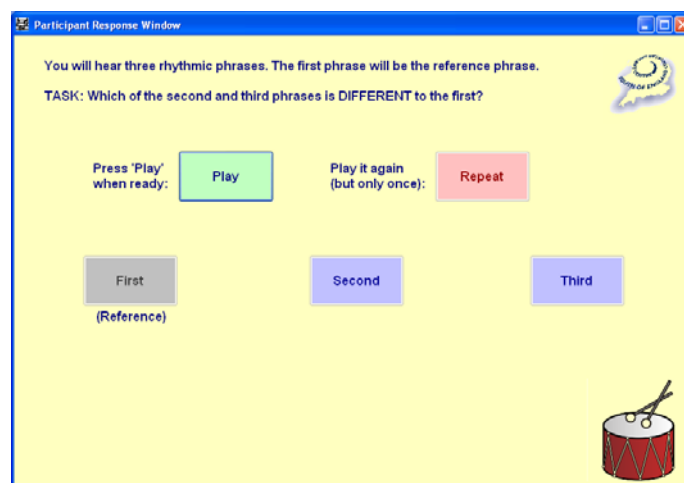 Participant Response Window
You will hear three rhythmic phrases. The first phrase will be the reference phrase.
TASK: Which of the second and third phrases is DIFFERENT to the first?
Press 'Play'
when ready:
Play
Play it again
(but only once):
Repeat
First
Second
Third
(Reference)